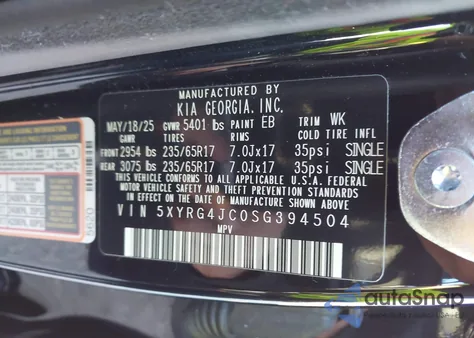 MANUFACTURED BY
KIA GEORGIA, INC.
MAY/18/25 GVWR 5401 lbs PAINT EB TRIM WK
GAWR TIRES RIMS COLD TIRE INFL
FRONT 2954 lbs 235/65R17 7.0Jx17 35psi SINGLE
REAR 3075 lbs 235/65R17 7.0Jx17 35psi SINGLE
THIS VEHICLE CONFORMS TO ALL APPLICABLE U.S.A. FEDERAL
MOTOR VEHICLE SAFETY AND THEFT PREVENTION STANDARDS
IN EFFECT ON THE DATE OF MANUFACTURE SHOWN ABOVE.
VIN 5XYRG4JC0SG394504
MPV
autoSnap